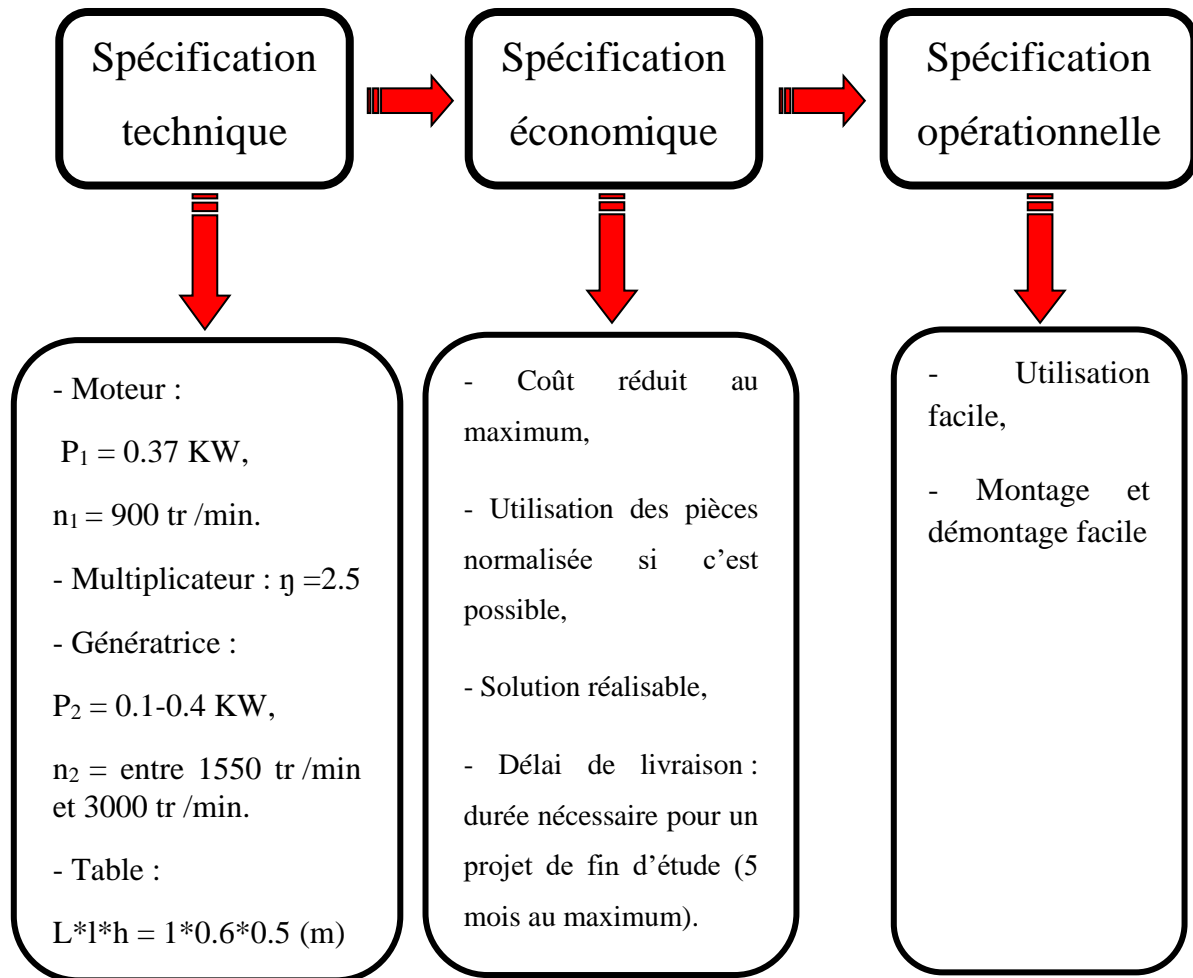 Spécification
technique
Spécification
économique
Spécification
opérationnelle
- Moteur :
P₁ = 0.37 KW,
n₁ = 900 tr /min.
- Multiplicateur : ŋ =2.5
- Génératrice :
P₂ = 0.1-0.4 KW,
n₂ = entre 1550 tr /min
et 3000 tr /min.
- Table :
L*l*h = 1*0.6*0.5 (m)
- Coût réduit au
maximum,
- Utilisation des pièces
normalisée si c’est
possible,
- Solution réalisable,
- Délai de livraison :
durée nécessaire pour un
projet de fin d’étude (5
mois au maximum).
- Utilisation
facile,
- Montage et
démontage facile